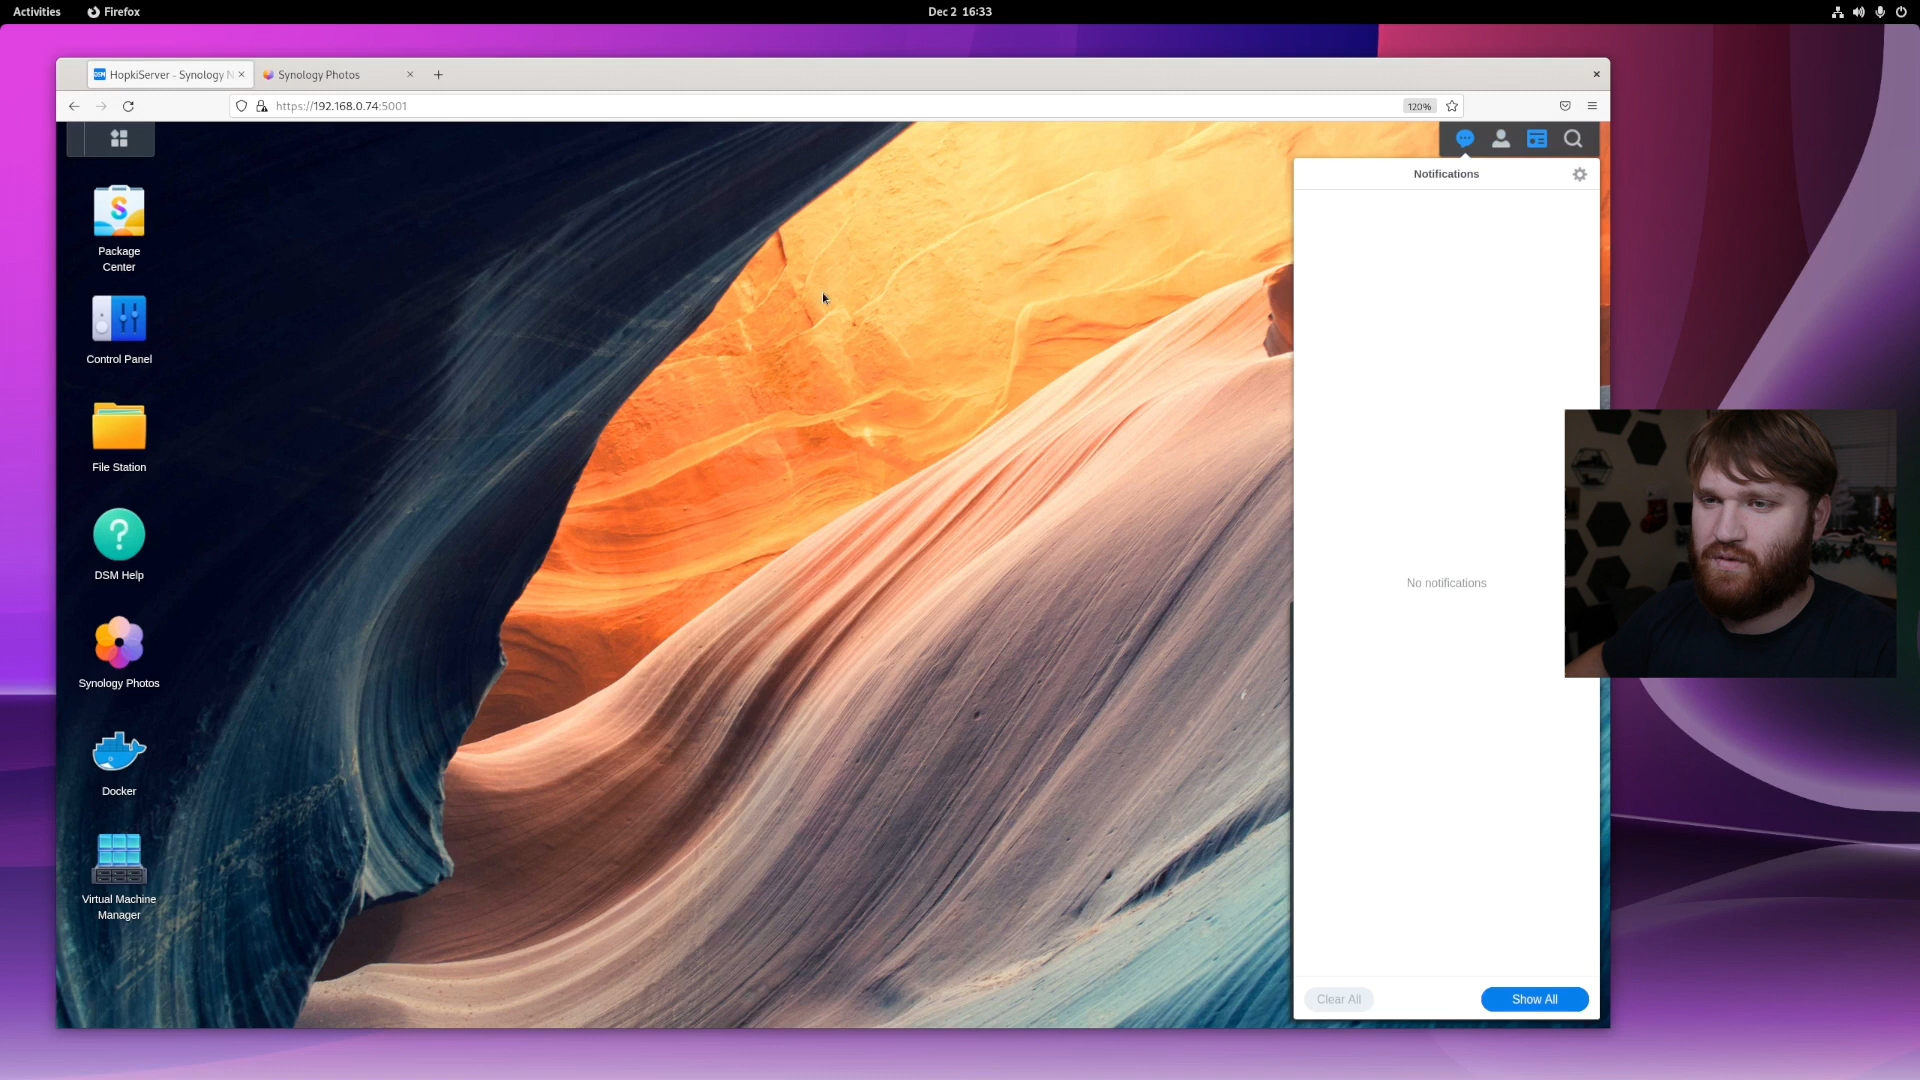 Activities
Firefox
Dec 2 16:33
HopkiServer - Synology N
Synology Photos
https://192.168.0.74:5001
120%
Notifications
Package
Center
Control Panel
File Station
No notifications
DSM Help
Synology Photos
Docker
Virtual Machine
Manager
Clear All
Show All